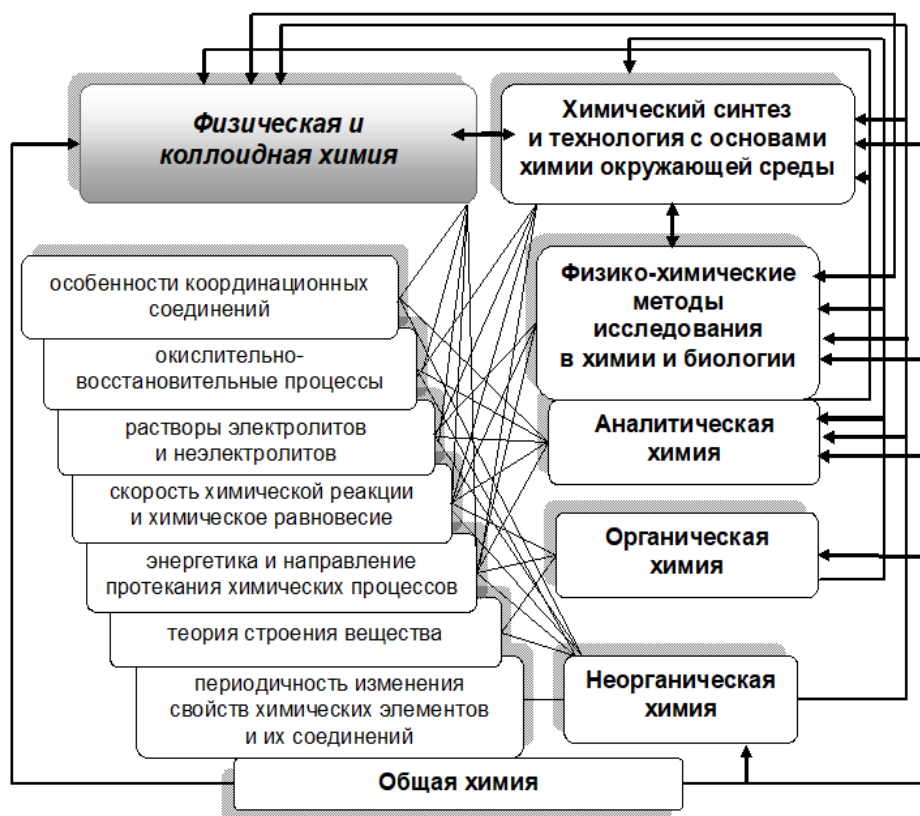 Физическая и
коллоидная химия
Химический синтез
и технология с основами
химии окружающей среды
особенности координационных
соединений
окислительно-
восстановительные процессы
растворы электролитов
и неэлектролитов
скорость химической реакции
и химическое равновесие
энергетика и направление
протекания химических процессов
теория строения вещества
периодичность изменения
свойств химических элементов
и их соединений
Физико-химические
методы
исследования
в химии и биологии
Аналитическая
химия
Органическая
химия
Неорганическая
химия
Общая химия